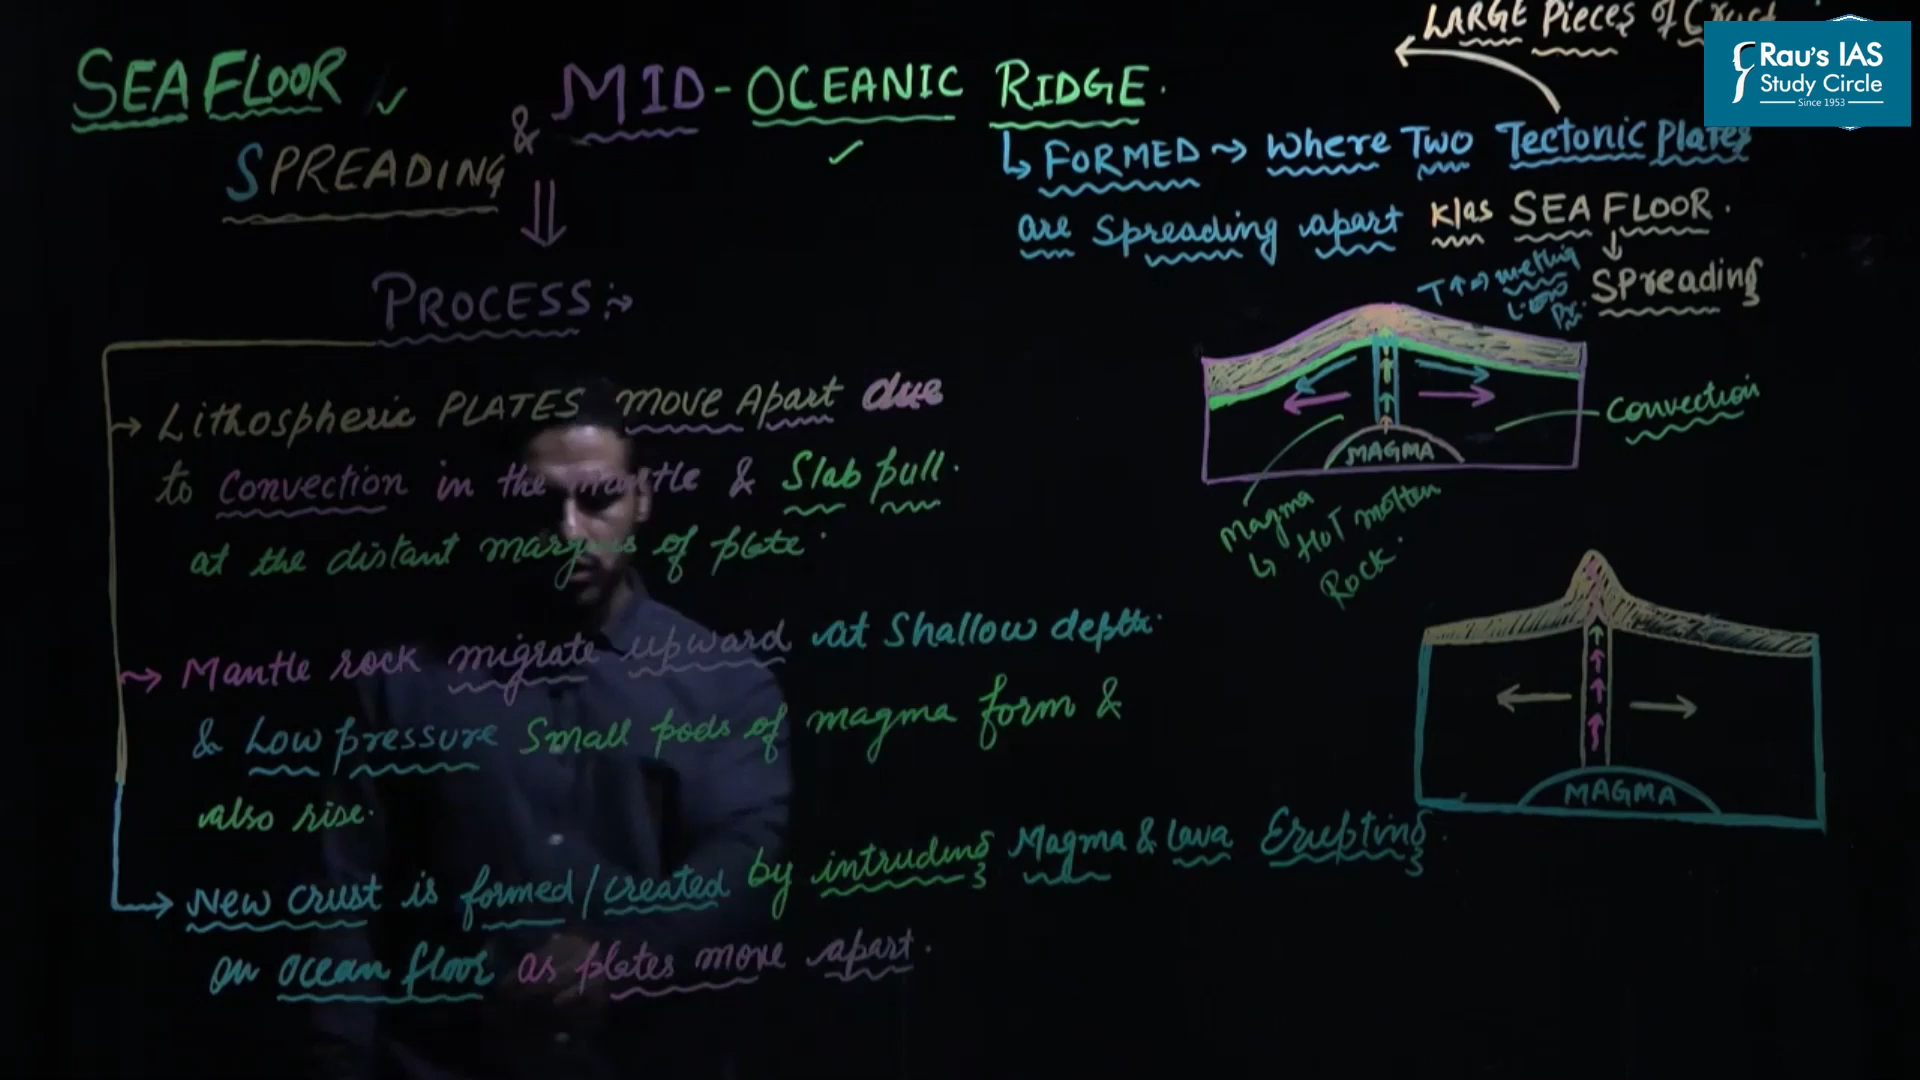 LARGE Pieces of Crust
Rau's IAS
Study Circle
Since 1953
SEA FLOOR
SPREADING
& MID-OCEANIC RIDGE.
FORMED Where Two Tectonic Plates
are Spreading apart k/as SEA FLOOR.
Spreading
T↑ ⇒ melting
Low
Pr.
PROCESS:
Lithospheric PLATES move Apart due
to Convection in the mantle & Slab pull.
at the distant margins of plate.
Convection
MAGMA
Magma
HOT molten
Rock.
Mantle rock migrate upward at Shallow depth.
& Low pressure Small pods of magma form &
also rise.
MAGMA
New crust is formed/created by intruding Magma & lava Erupting.
on ocean floor as plates move apart.